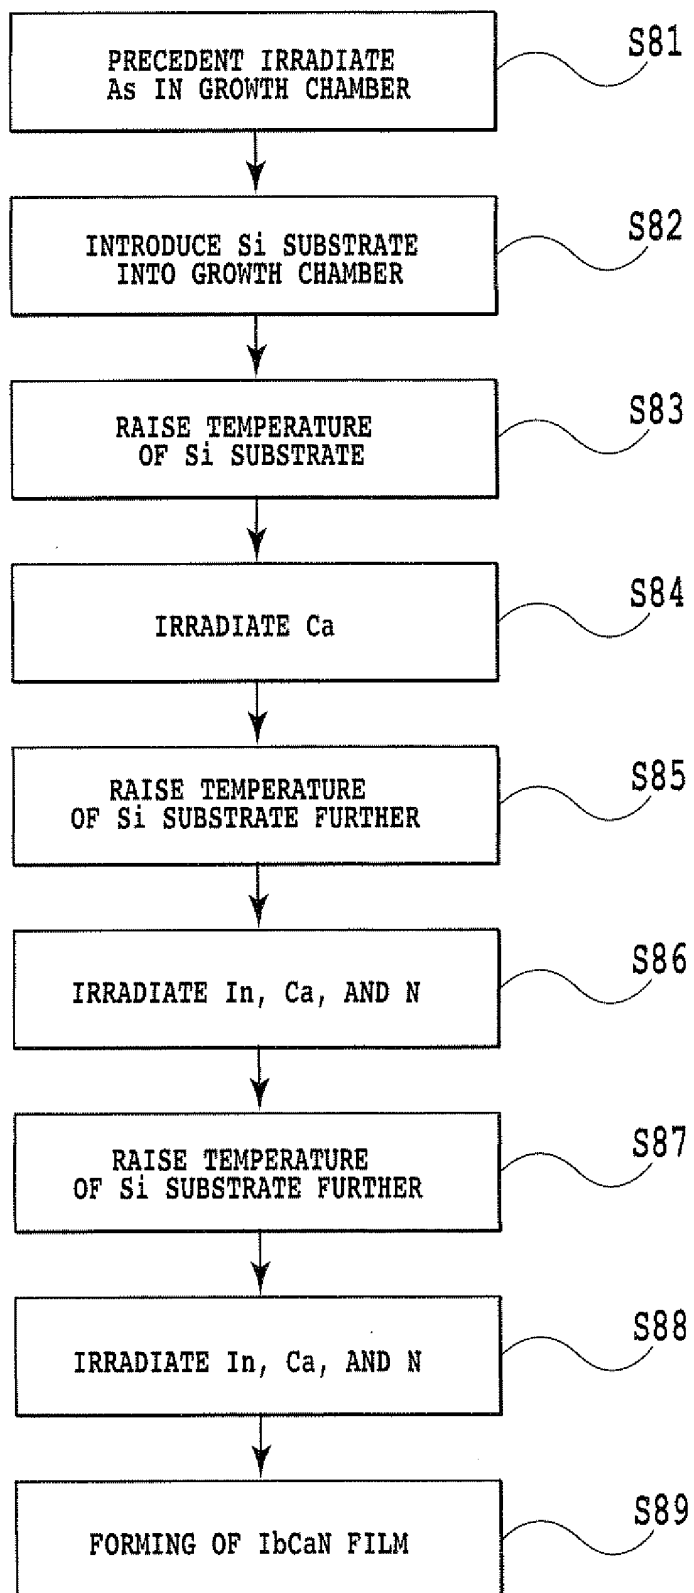 S81
PRECEDENT IRRADIATE
As IN GROWTH CHAMBER
S82
INTRODUCE Si SUBSTRATE
INTO GROWTH CHAMBER
S83
RAISE TEMPERATURE
OF Si SUBSTRATE
S84
IRRADIATE Ca
S85
RAISE TEMPERATURE
OF Si SUBSTRATE FURTHER
S86
IRRADIATE In, Ca, AND N
S87
RAISE TEMPERATURE
OF Si SUBSTRATE FURTHER
S88
IRRADIATE In, Ca, AND N
S89
FORMING OF IbCaN FILM